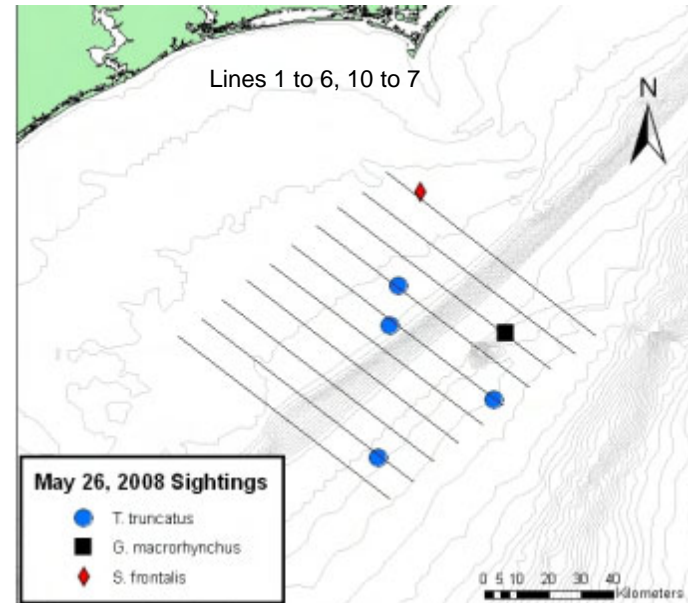 Lines 1 to 6, 10 to 7
N
May 26, 2008 Sightings
T. truncatus
G. macrorhynchus
S. frontalis
0 5 10 20 30 40
Kilometers